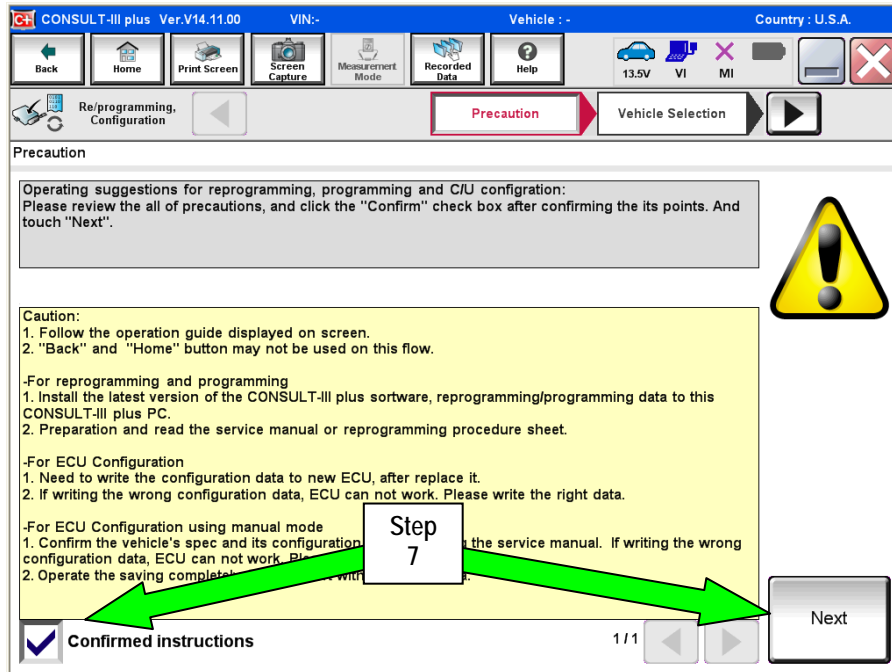 CONSULT-III plus Ver.V14.11.00 VIN:- Vehicle : - Country : U.S.A.
Back
Home
Print Screen
Screen
Capture
Measurement
Mode
Recorded
Data
Help
13.5V VI MI
Re/programming,
Configuration
Precaution
Vehicle Selection
Precaution
Operating suggestions for reprogramming, programming and C/U configration:
Please review the all of precautions, and click the "Confirm" check box after confirming the its points. And
touch "Next".
Caution:
1. Follow the operation guide displayed on screen.
2. "Back" and "Home" button may not be used on this flow.
-For reprogramming and programming
1. Install the latest version of the CONSULT-III plus sortware, reprogramming/programming data to this
CONSULT-III plus PC.
2. Preparation and read the service manual or reprogramming procedure sheet.
-For ECU Configuration
1. Need to write the configuration data to new ECU, after replace it.
2. If writing the wrong configuration data, ECU can not work. Please write the right data.
-For ECU Configuration using manual mode
1. Confirm the vehicle's spec and its configuration the service manual. If writing the wrong
configuration data, ECU can not work.
2. Operate the saving
Step
7
Confirmed instructions
1/1
Next